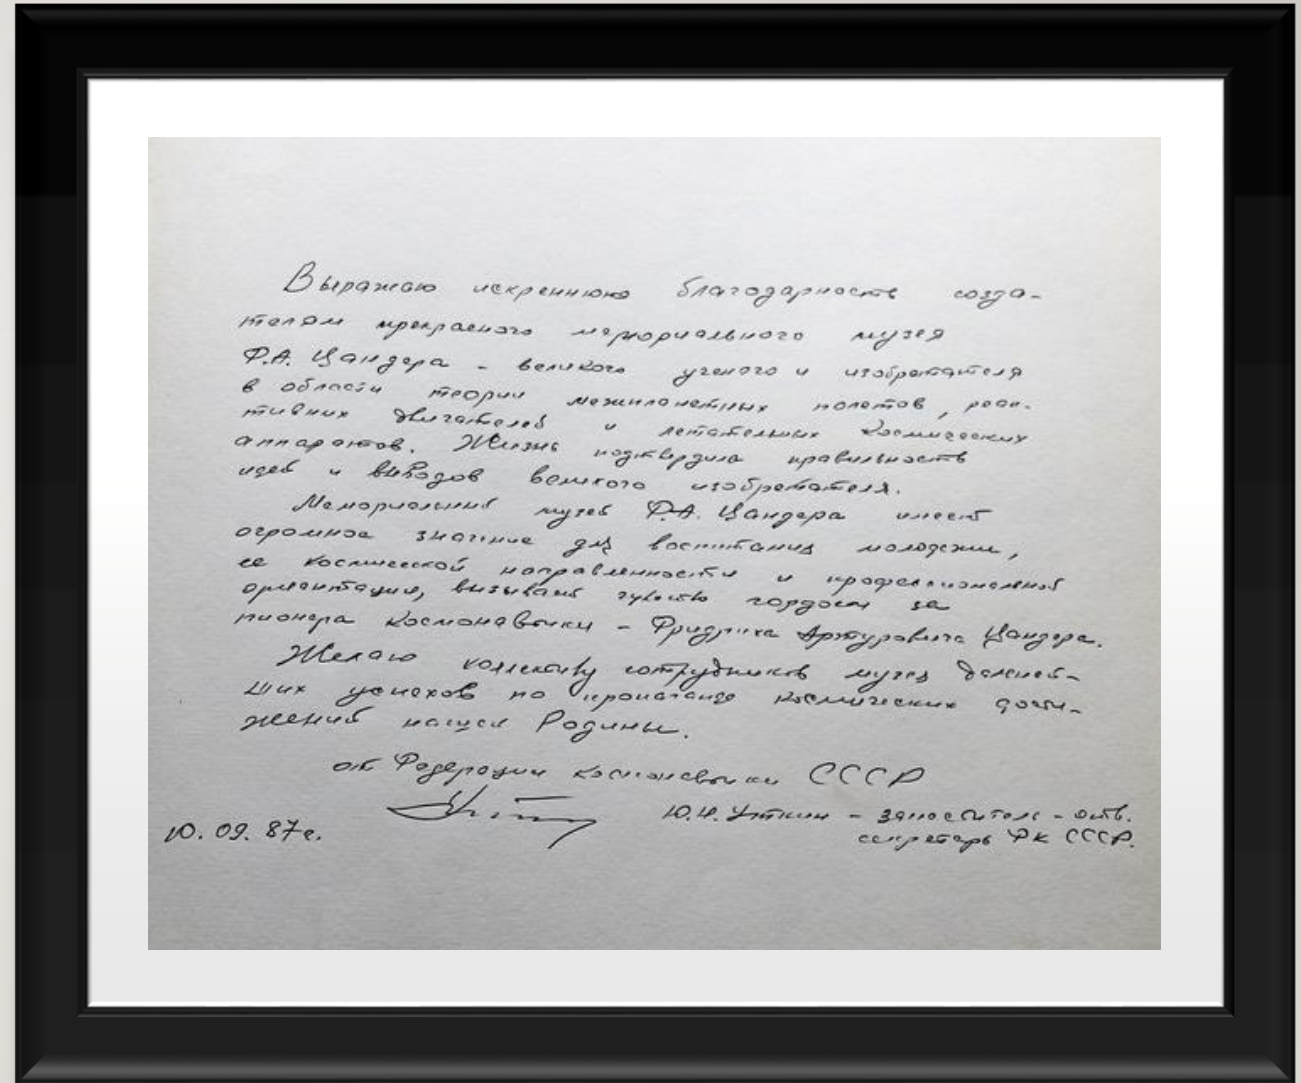 Выражаю искреннюю благодарность созда-
телям прекрасного мемориального музея
Ф.А. Цандера - великого ученого и изобретателя
в области теории межпланетных полетов, реак-
тивных двигателей и летательных космических
аппаратов. Жизнь подтвердила правильность
идей и выводов великого изобретателя.
Мемориальный музей Ф.А. Цандера имеет
огромное значение для воспитания молодежи,
ее космической направленности и профессиональной
ориентации, вызывает чувство гордости за
пионера космонавтики - Фридриха Артуровича Цандера.
Желаю коллективу сотрудников музея дальней-
ших успехов по пропаганде космических дости-
жений нашей Родины.
от Федерации космонавтики СССР
Ю.И. Уткин - заместитель - отв.
10. 09. 87г.
секретарь ФК СССР.